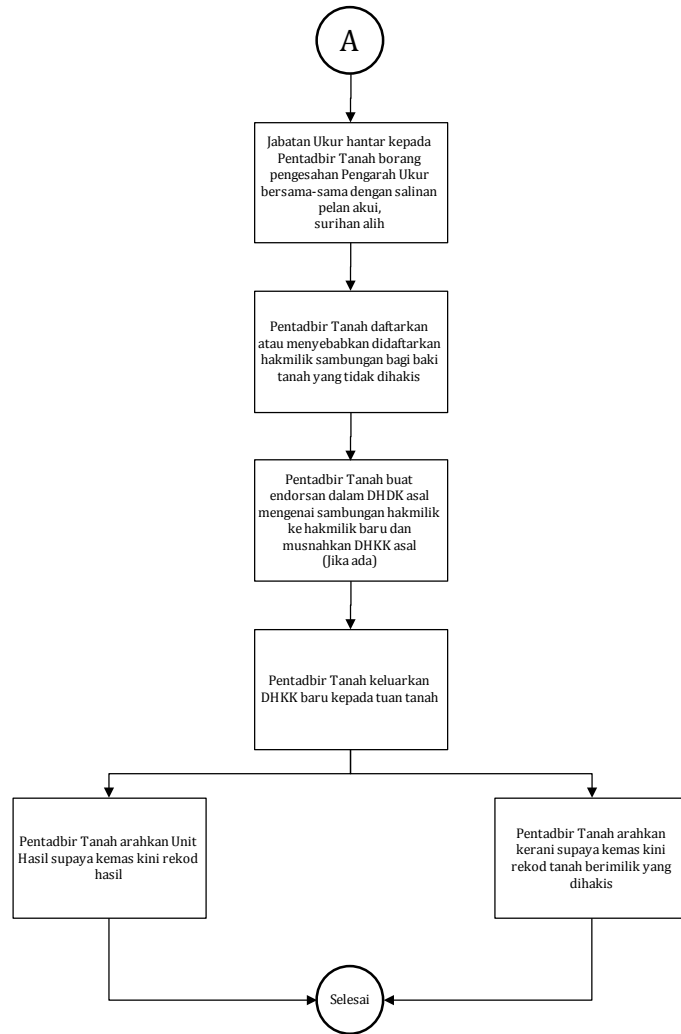 A
Jabatan Ukur hantar kepada
Pentadbir Tanah borang
pengesahan Pengarah Ukur
bersama-sama dengan salinan
pelan akui,
surihan alih
Pentadbir Tanah daftarkan
atau menyebabkan didaftarkan
hakmilik sambungan bagi baki
tanah yang tidak dihakis
Pentadbir Tanah buat
endorsan dalam DHDK asal
mengenai sambungan hakmilik
ke hakmilik baru dan
musnahkan DHKK asal
(Jika ada)
Pentadbir Tanah keluarkan
DHKK baru kepada tuan tanah
Pentadbir Tanah arahkan Unit
Hasil supaya kemas kini rekod
hasil
Pentadbir Tanah arahkan
kerani supaya kemas kini
rekod tanah berimilik yang
dihakis
Selesai